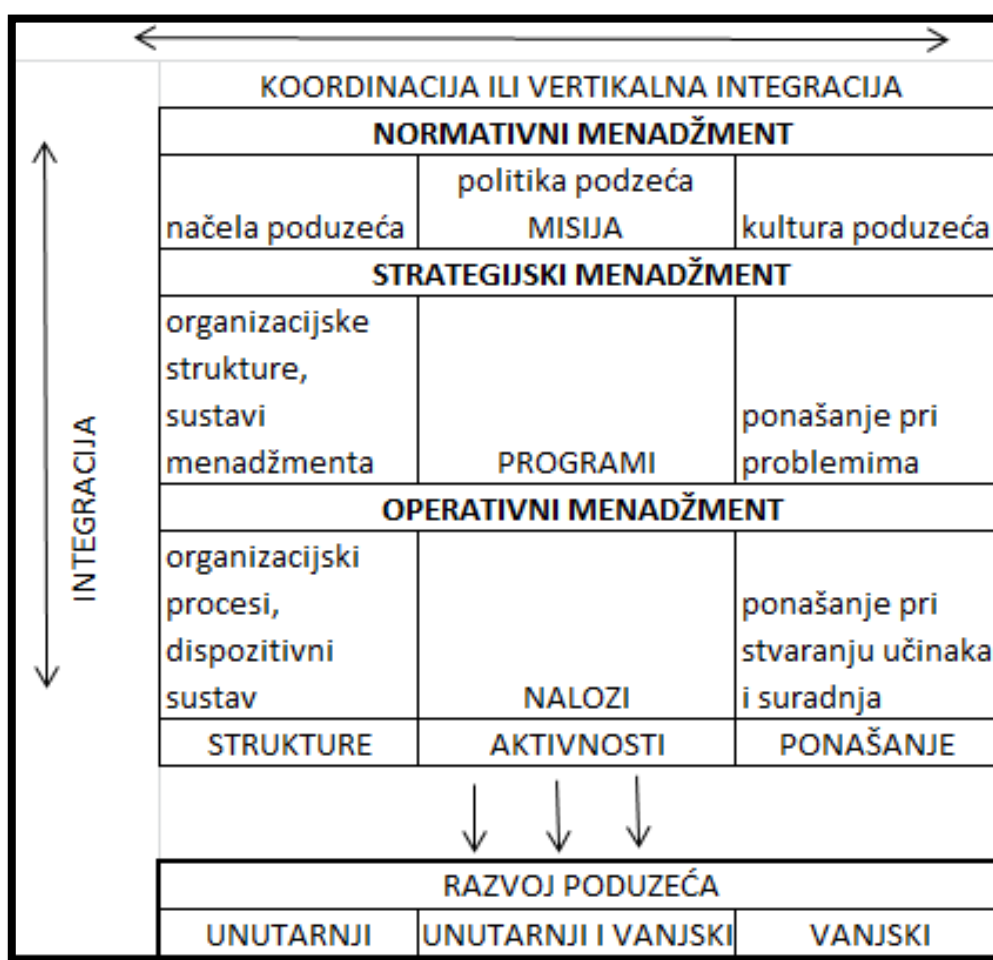 KOORDINACIJA ILI VERTIKALNA INTEGRACIJA
NORMATIVNI MENADŽMENT
načela poduzeća
politika podzeća
MISIJA
kultura poduzeća
STRATEGIJSKI MENADŽMENT
organizacijske
strukture,
sustavi
menadžmenta
PROGRAMI
ponašanje pri
problemima
OPERATIVNI MENADŽMENT
organizacijski
procesi,
dispozitivni
sustav
NALOZI
ponašanje pri
stvaranju učinaka
i suradnja
STRUKTURE
AKTIVNOSTI
PONAŠANJE
INTEGRACIJA
RAZVOJ PODUZEĆA
UNUTARNJI
UNUTARNJI I VANJSKI
VANJSKI